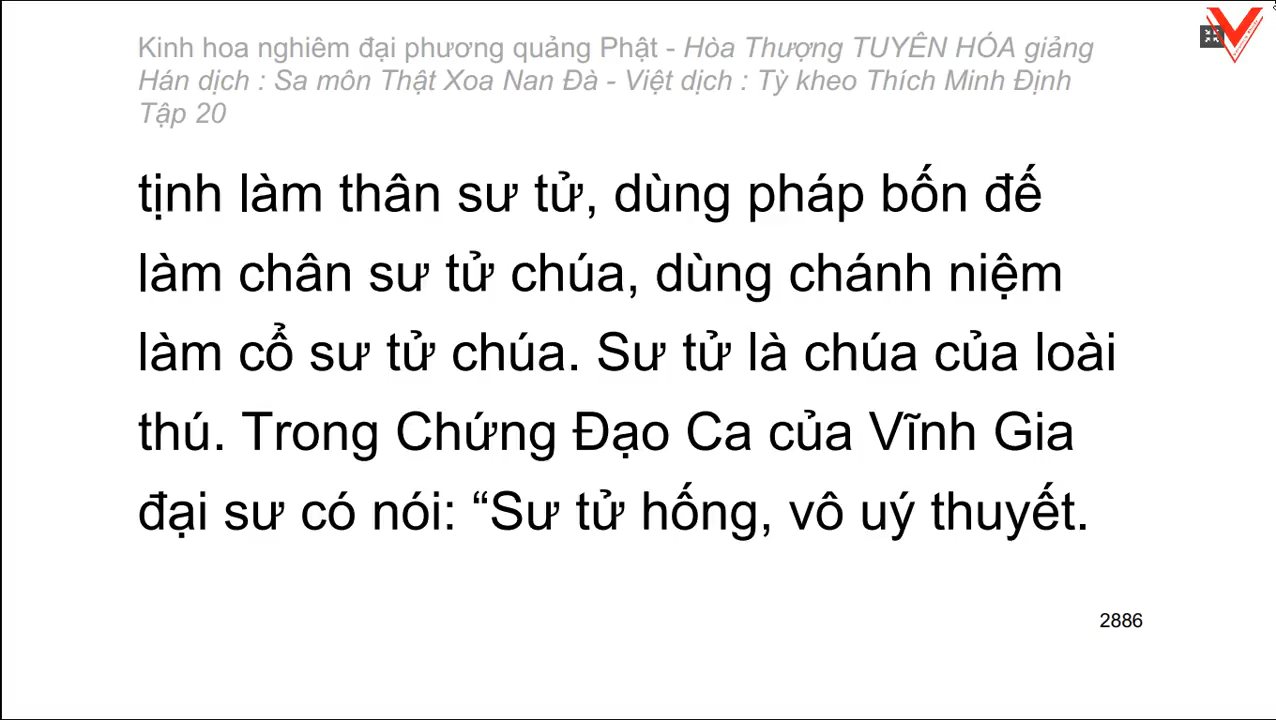 Kinh hoa nghiêm đại phương quảng Phật - Hòa Thượng TUYÊN HÓA giảng
Hán dịch : Sa môn Thật Xoa Nan Đà - Việt dịch : Tỳ kheo Thích Minh Định
Tập 20
tịnh làm thân sư tử, dùng pháp bốn đế
làm chân sư tử chúa, dùng chánh niệm
làm cổ sư tử chúa. Sư tử là chúa của loài
thú. Trong Chứng Đạo Ca của Vĩnh Gia
đại sư có nói: “Sư tử hống, vô uý thuyết.
2886